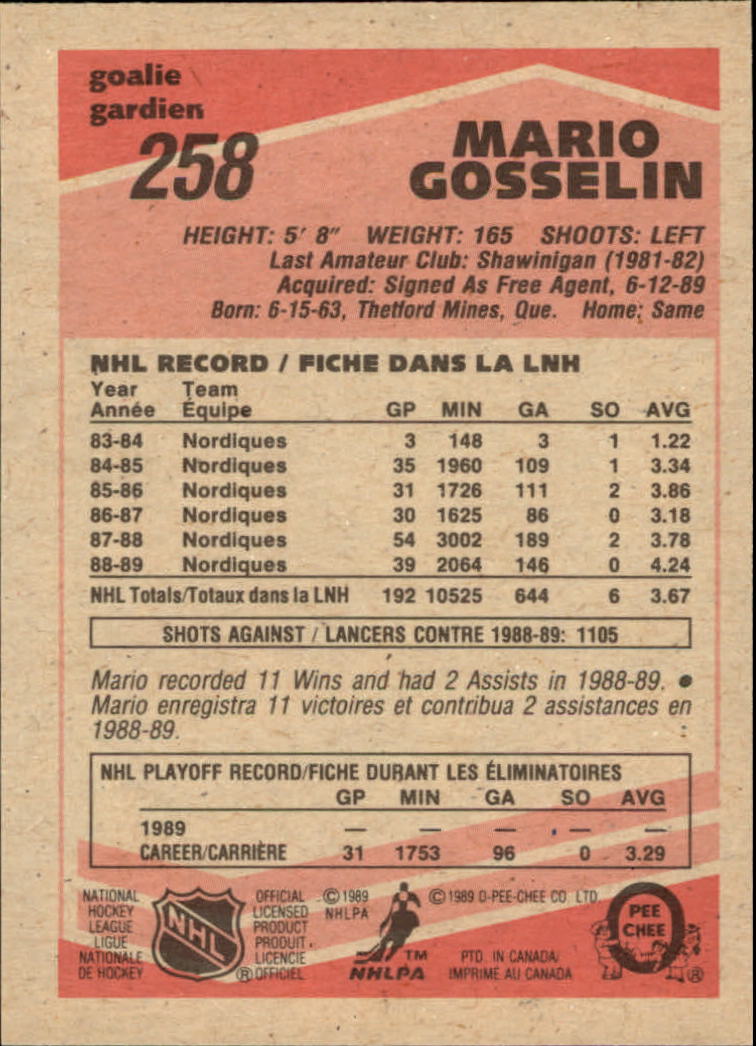 goalie
gardien
258
MARIO
GOSSELIN
HEIGHT: 5' 8" WEIGHT: 165 SHOOTS: LEFT
Last Amateur Club: Shawinigan (1981-82)
Acquired: Signed As Free Agent, 6-12-89
Born: 6-15-63, Thetford Mines, Que. Home: Same
NHL RECORD / FICHE DANS LA LNH
Year Team
Année Équipe GP MIN GA SO AVG
83-84 Nordiques 3 148 3 1 1.22
84-85 Nordiques 35 1960 109 1 3.34
85-86 Nordiques 31 1726 111 2 3.86
86-87 Nordiques 30 1625 86 0 3.18
87-88 Nordiques 54 3002 189 2 3.78
88-89 Nordiques 39 2064 146 0 4.24
NHL Totals/Totaux dans la LNH 192 10525 644 6 3.67
SHOTS AGAINST / LANCERS CONTRE 1988-89: 1105
Mario recorded 11 Wins and had 2 Assists in 1988-89. •
Mario enregistra 11 victoires et contribua 2 assistances en
1988-89.
NHL PLAYOFF RECORD/FICHE DURANT LES ÉLIMINATOIRES
GP MIN GA SO AVG
1989 — — — — —
CAREER/CARRIÈRE 31 1753 96 0 3.29
NATIONAL
HOCKEY
LEAGUE
LIGUE
NATIONALE
DE HOCKEY
NHL
®
OFFICIAL
LICENSED
PRODUCT
PRODUIT
LICENCIE
OFFICIEL
© 1989
NHLPA
TM
NHLPA
© 1989 O-PEE-CHEE CO. LTD.
PTD. IN CANADA/
IMPRIMÉ AU CANADA
PEE
CHEE
®